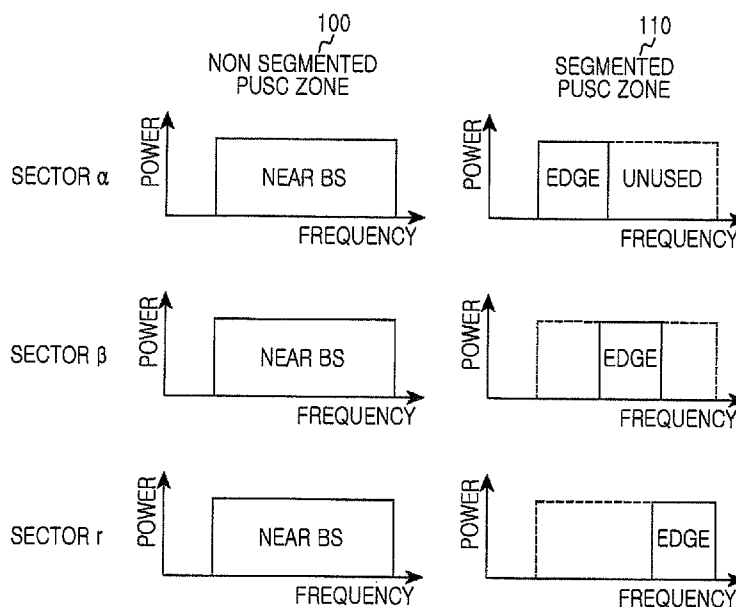 100
NON SEGMENTED
PUSC ZONE
110
SEGMENTED
PUSC ZONE
SECTOR α
POWER
NEAR BS
FREQUENCY
POWER
EDGE
UNUSED
FREQUENCY
SECTOR β
POWER
NEAR BS
FREQUENCY
POWER
EDGE
FREQUENCY
SECTOR r
POWER
NEAR BS
FREQUENCY
POWER
EDGE
FREQUENCY